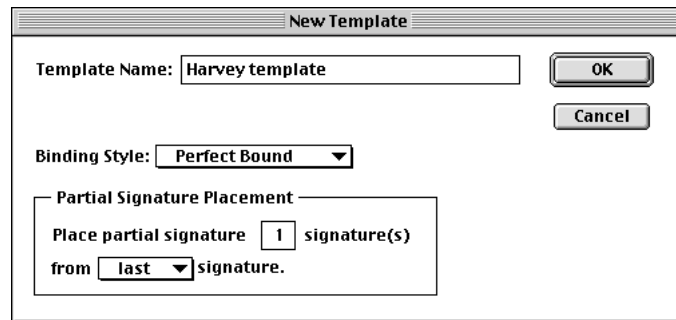 New Template
Template Name: Harvey template
OK
Cancel
Binding Style: Perfect Bound
Partial Signature Placement
Place partial signature 1 signature(s)
from last signature.